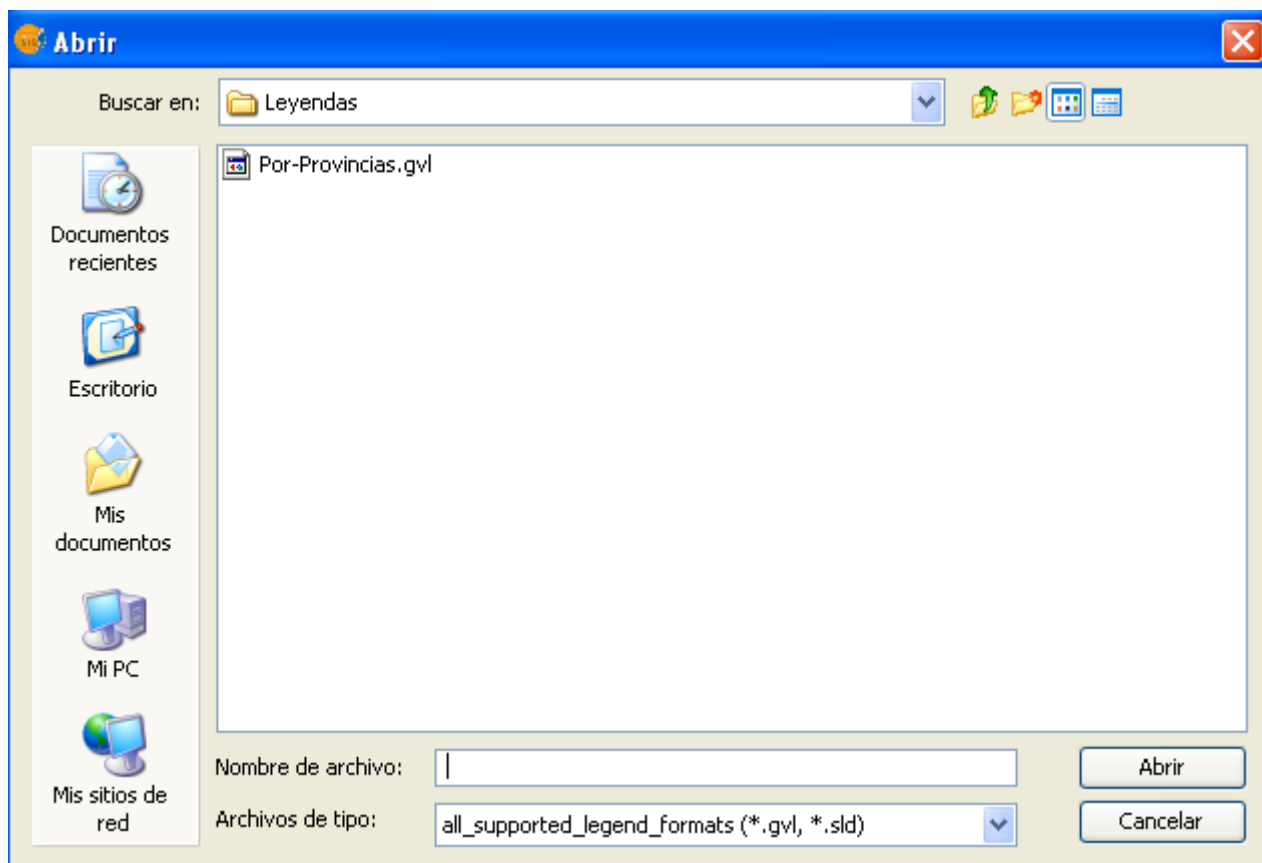 Abrir
Buscar en:
Leyendas
Por-Provincias.gvl
Documentos
recientes
Escritorio
Mis
documentos
Mi PC
Mis sitios de
red
Nombre de archivo:
Abrir
Archivos de tipo:
all_supported_legend_formats (*.gvl, *.sld)
Cancelar